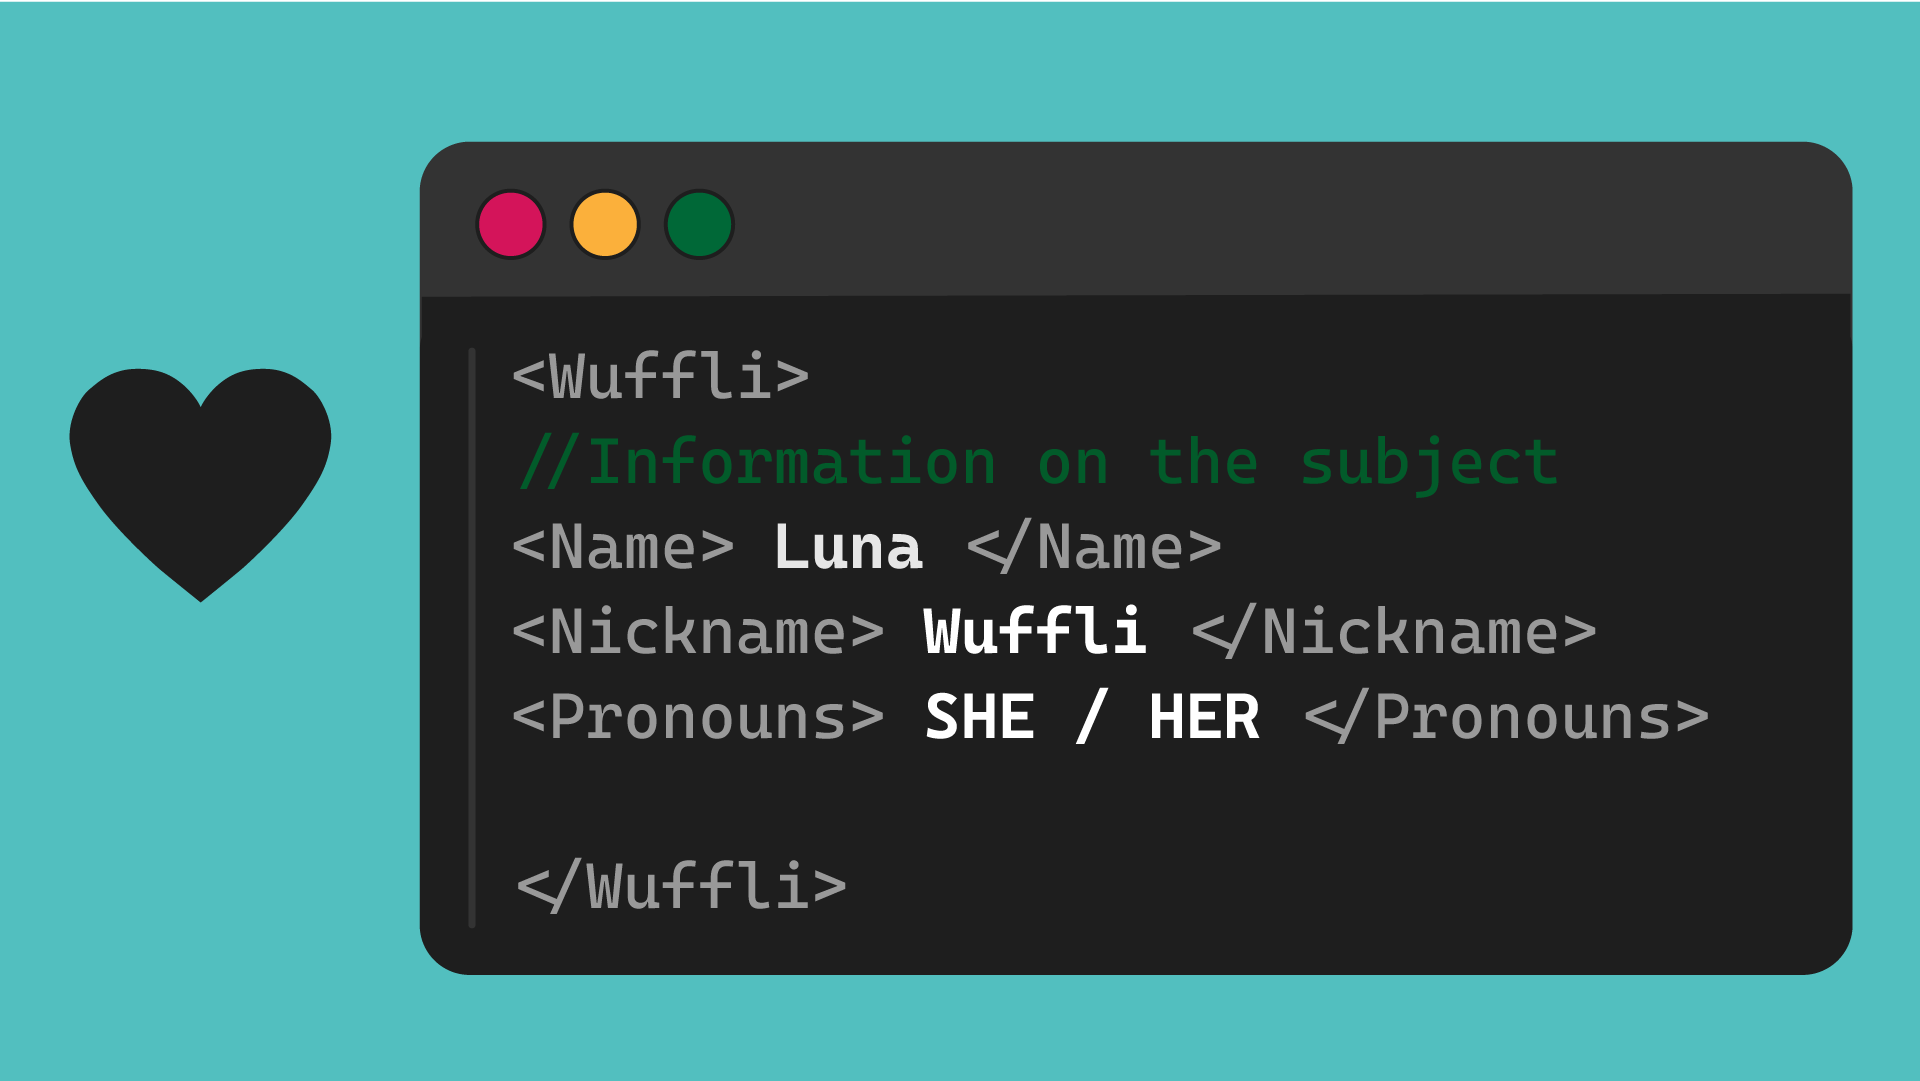 <Wuffli>
//Information on the subject
<Name> Luna </Name>
<Nickname> Wuffli </Nickname>
<Pronouns> SHE / HER </Pronouns>
</Wuffli>